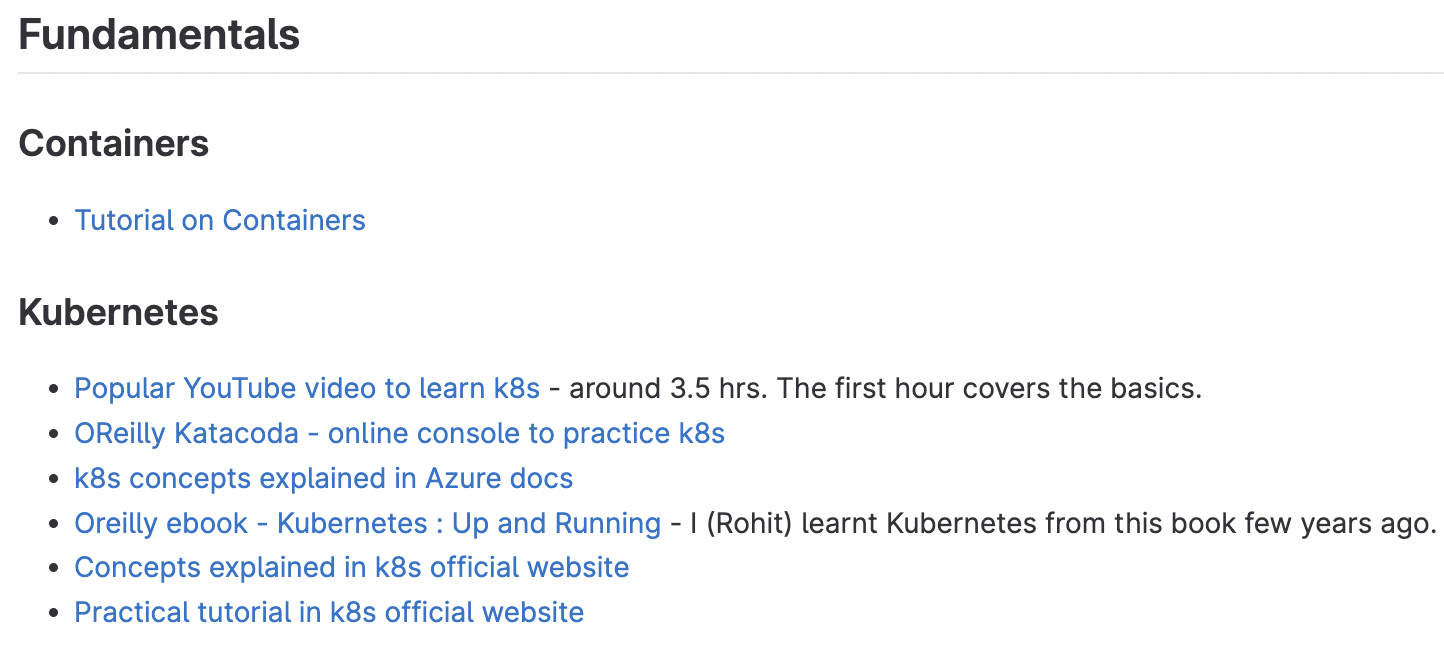 Fundamentals
Containers
• Tutorial on Containers
Kubernetes
• Popular YouTube video to learn k8s - around 3.5 hrs. The first hour covers the basics.
• OReilly Katacoda - online console to practice k8s
• k8s concepts explained in Azure docs
• Oreilly ebook - Kubernetes : Up and Running - I (Rohit) learnt Kubernetes from this book few years ago.
• Concepts explained in k8s official website
• Practical tutorial in k8s official website